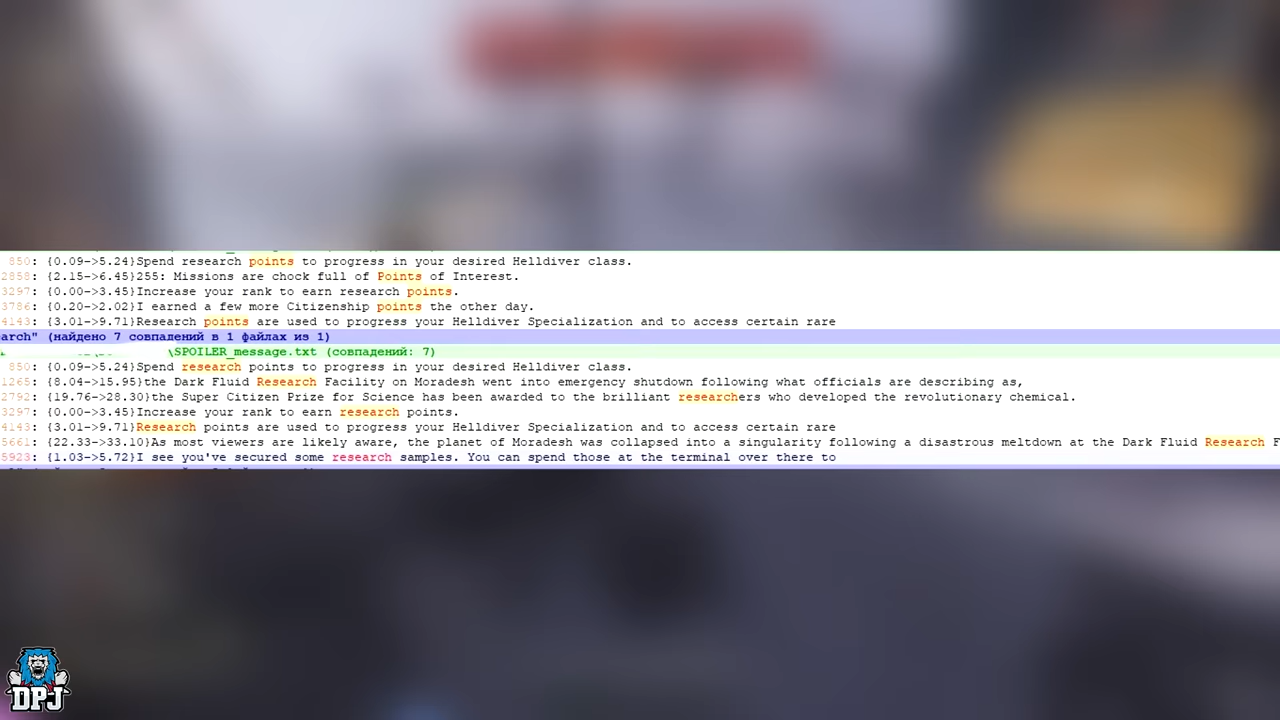 850: {0.09->5.24}Spend research points to progress in your desired Helldiver class.
2858: {2.15->6.45}255: Missions are chock full of Points of Interest.
3297: {0.00->3.45}Increase your rank to earn research points.
3786: {0.20->2.02}I earned a few more Citizenship points the other day.
4143: {3.01->9.71}Research points are used to progress your Helldiver Specialization and to access certain rare
arch" (найдено 7 совпадений в 1 файлах из 1)
\SPOILER_message.txt (совпадений: 7)
850: {0.09->5.24}Spend research points to progress in your desired Helldiver class.
1265: {8.04->15.95}the Dark Fluid Research Facility on Moradesh went into emergency shutdown following what officials are describing as,
2792: {19.76->28.30}the Super Citizen Prize for Science has been awarded to the brilliant researchers who developed the revolutionary chemical.
3297: {0.00->3.45}Increase your rank to earn research points.
4143: {3.01->9.71}Research points are used to progress your Helldiver Specialization and to access certain rare
5661: {22.33->33.10}As most viewers are likely aware, the planet of Moradesh was collapsed into a singularity following a disastrous meltdown at the Dark Fluid Research F
5923: {1.03->5.72}I see you've secured some research samples. You can spend those at the terminal over there to
DPJ